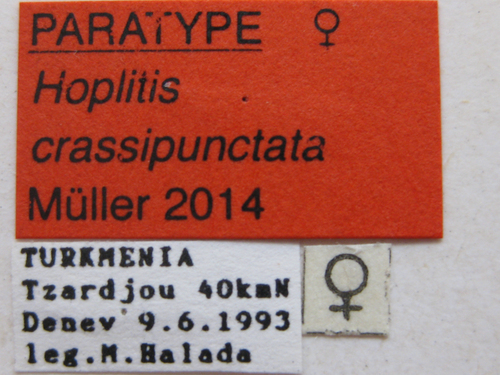 PARATYPE ♀
Hoplitis
crassipunctata
Müller 2014
TURKMENIA
Tzardjou 40kmN
Denev 9.6.1993
leg.M.Halada
♀